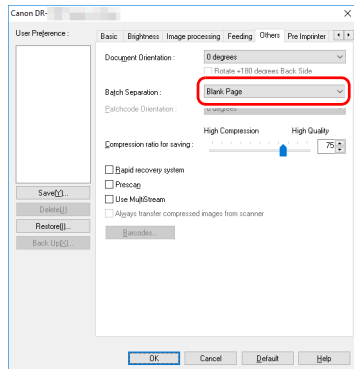 Canon DR-
User Preference :
Basic Brightness Image processing Feeding Others Pre Imprinter
Document Orientation :
0 degrees
Rotate +180 degrees Back Side
Batch Separation :
Blank Page
Patchcode Orientation :
0 degrees
High Compression High Quality
Compression ratio for saving :
75
Rapid recovery system
Prescan
Use MultiStream
Always transfer compressed images from scanner
Barcodes...
Save(Y)...
Delete(J)
Restore(I)...
Back Up(K)...
OK Cancel Default Help